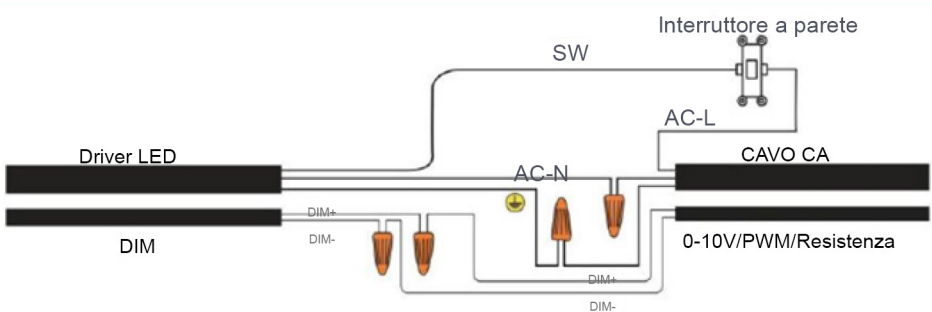 Interruttore a parete
SW
AC-L
Driver LED
CAVO CA
AC-N
DIM+
DIM
DIM-
0-10V/PWM/Resistenza
DIM+
DIM-